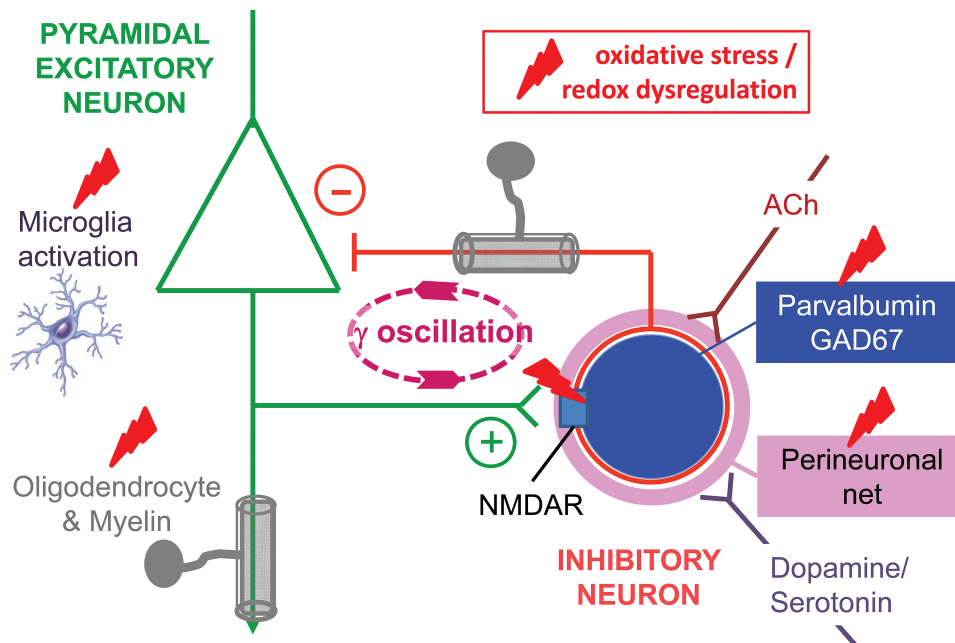 PYRAMIDAL
EXCITATORY
NEURON
oxidative stress /
redox dysregulation
−
ACh
Microglia
activation
Parvalbumin
GAD67
γ oscillation
+
Perineuronal
net
Oligodendrocyte
& Myelin
NMDAR
INHIBITORY
NEURON
Dopamine/
Serotonin